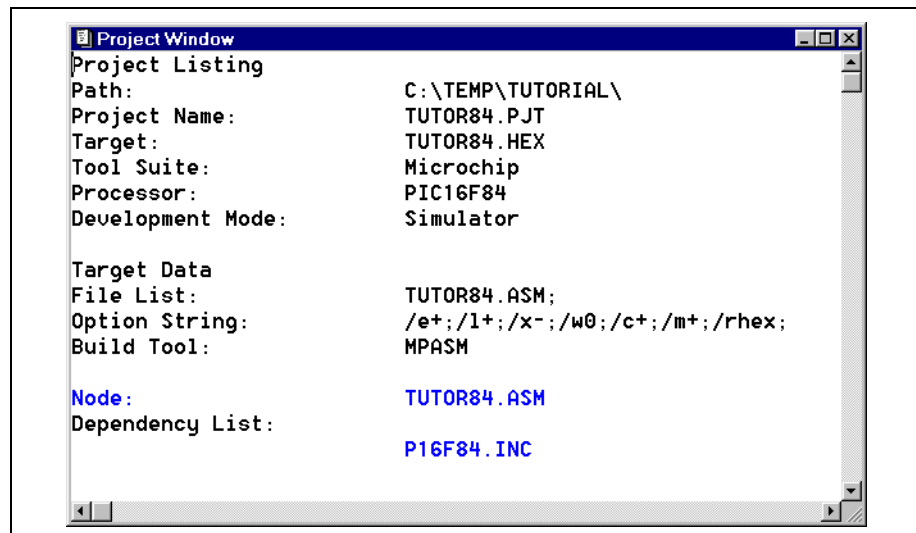 Project Window
Project Listing
Path: C:\TEMP\TUTORIAL\
Project Name: TUTOR84.PJT
Target: TUTOR84.HEX
Tool Suite: Microchip
Processor: PIC16F84
Development Mode: Simulator
Target Data
File List: TUTOR84.ASM;
Option String: /e+;/l+;/x-;/w0;/c+;/m+;/rhex;
Build Tool: MPASM
Node: TUTOR84.ASM
Dependency List:
P16F84.INC